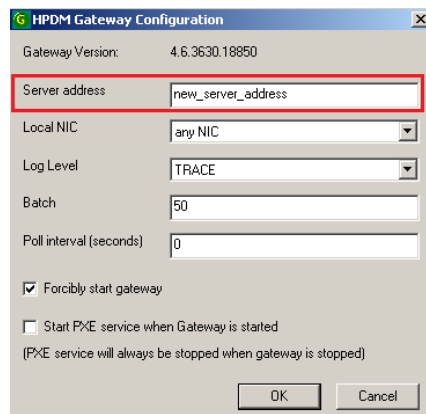 G HPDM Gateway Configuration
Gateway Version: 4.6.3630.18850
Server address new_server_address
Local NIC any NIC
Log Level TRACE
Batch 50
Poll interval (seconds) 0
Forcibly start gateway
Start PXE service when Gateway is started
(PXE service will always be stopped when gateway is stopped)
OK Cancel